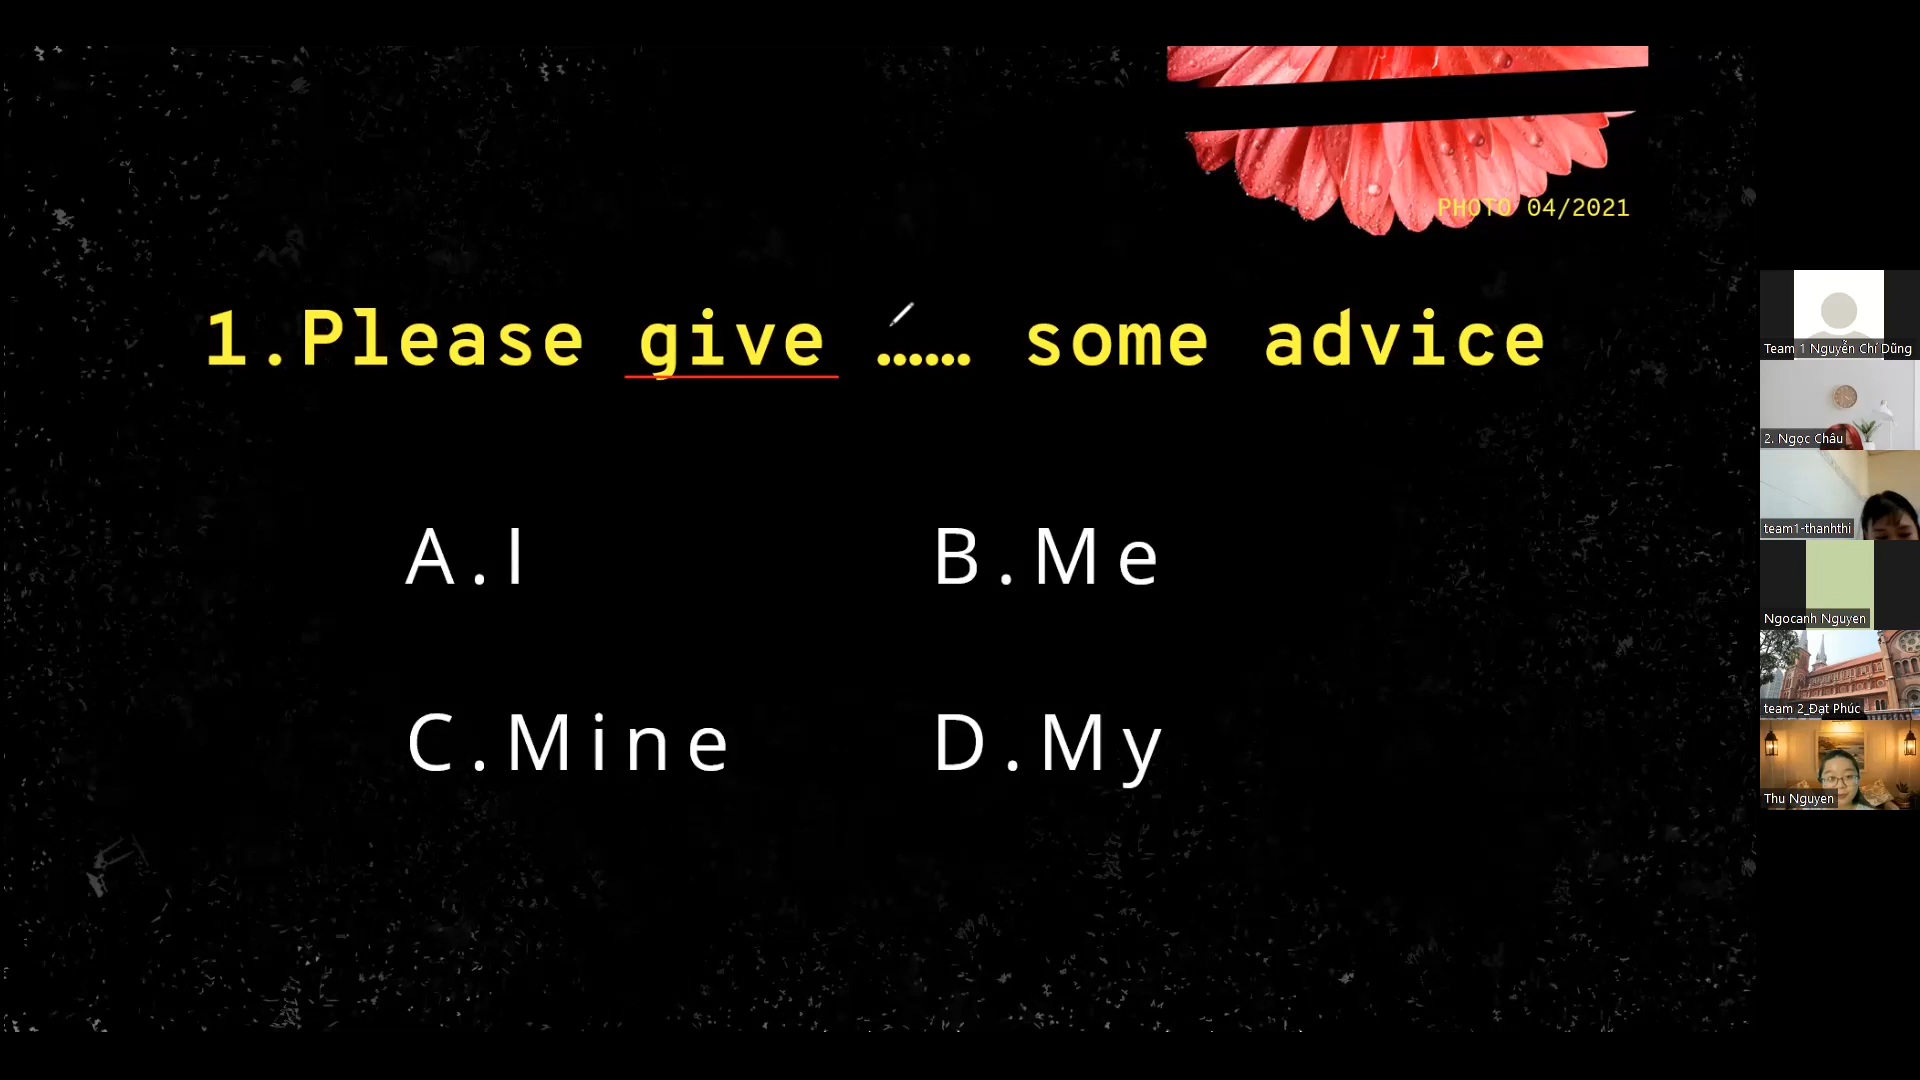 PHOTO 04/2021
1.Please give …… some advice
A.I
B.Me
C.Mine
D.My
Team 1 Nguyễn Chí Dũng
2. Ngọc Châu
team1-thanhthi
Ngocanh Nguyen
team 2_Đạt Phúc
Thu Nguyen